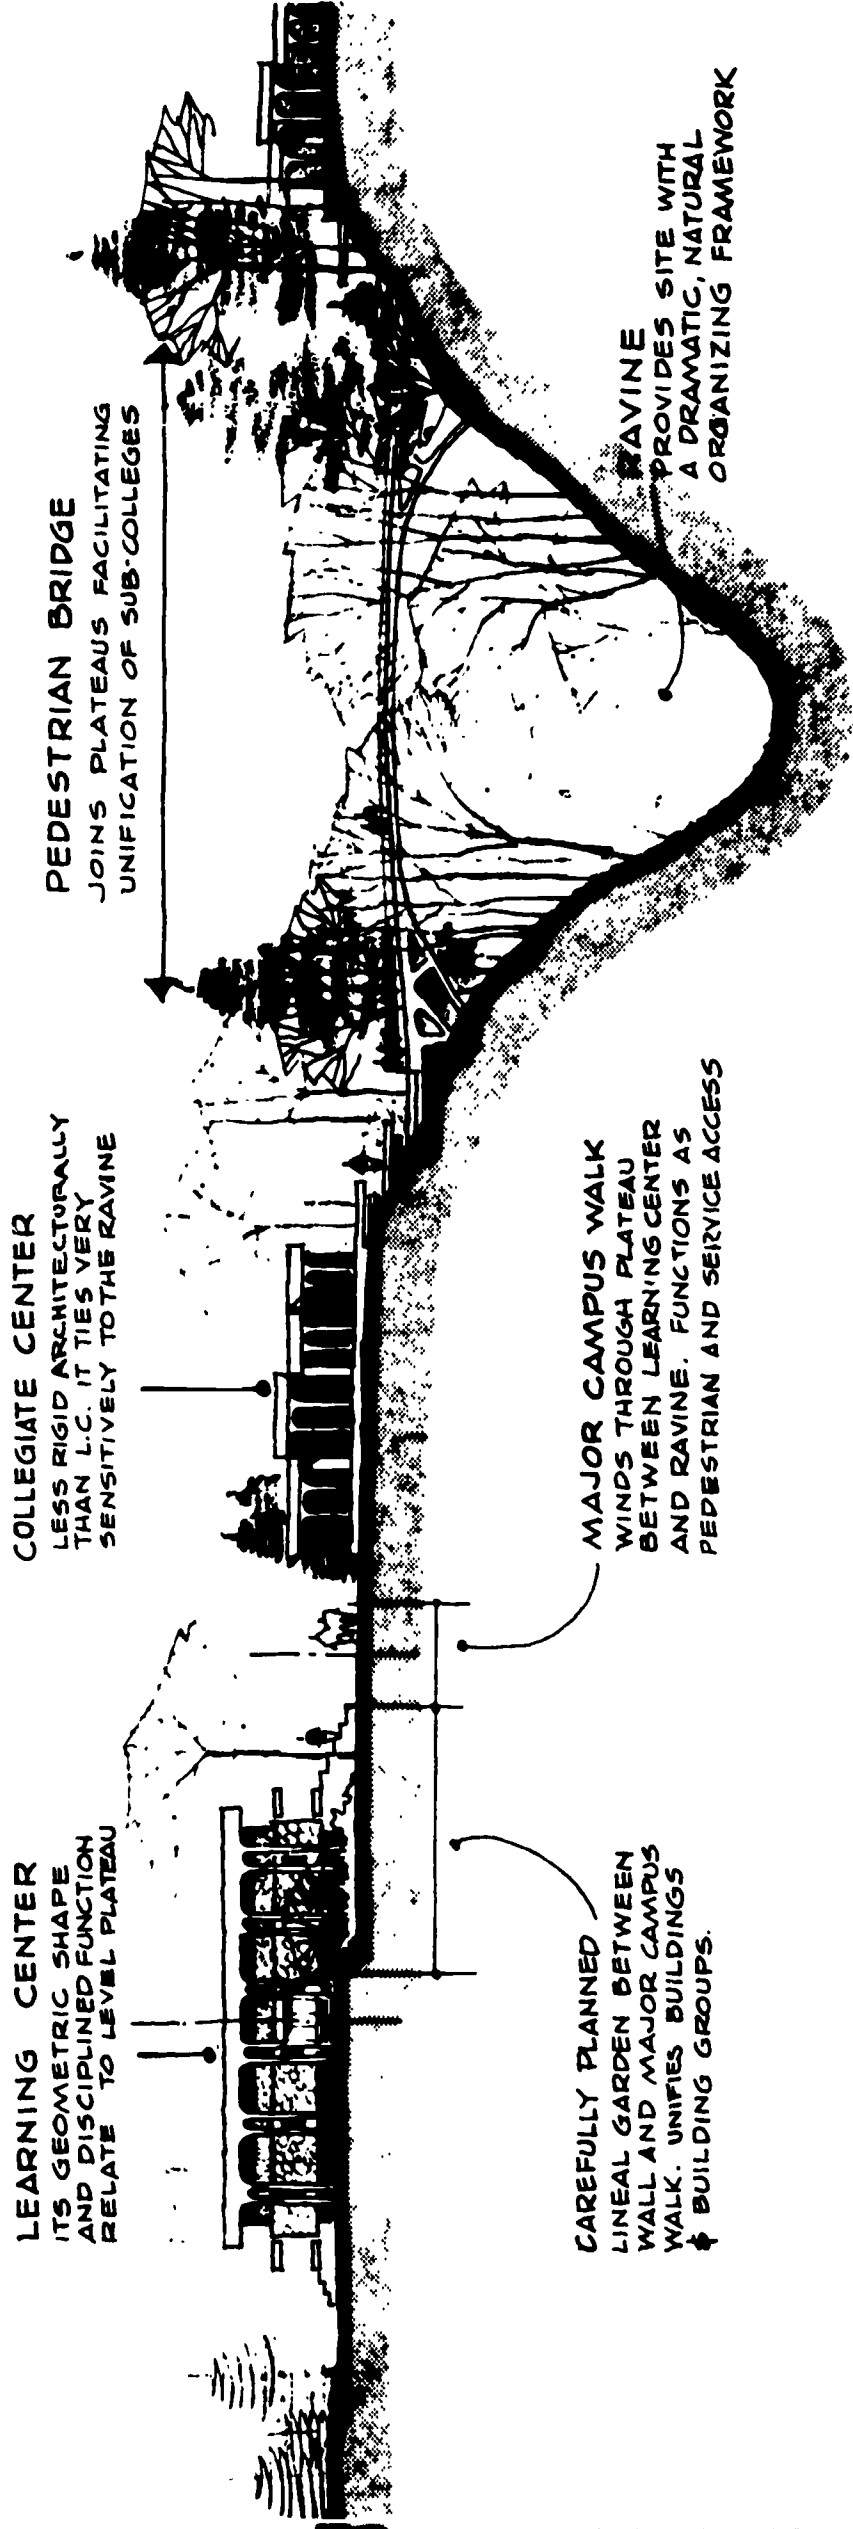 LEARNING CENTER
ITS GEOMETRIC SHAPE
AND DISCIPLINED FUNCTION
RELATE TO LEVEL PLATEAU
COLLEGIATE CENTER
LESS RIGID ARCHITECTURALLY
THAN L.C. IT TIES VERY
SENSITIVELY TO THE RAVINE
PEDESTRIAN BRIDGE
JOINS PLATEAUS FACILITATING
UNIFICATION OF SUB-COLLEGES
CAREFULLY PLANNED
LINEAL GARDEN BETWEEN
WALL AND MAJOR CAMPUS
WALK. UNIFIES BUILDINGS
& BUILDING GROUPS.
MAJOR CAMPUS WALK
WINDS THROUGH PLATEAU
BETWEEN LEARNING CENTER
AND RAVINE. FUNCTIONS AS
PEDESTRIAN AND SERVICE ACCESS
RAVINE
PROVIDES SITE WITH
A DRAMATIC, NATURAL
ORGANIZING FRAMEWORK